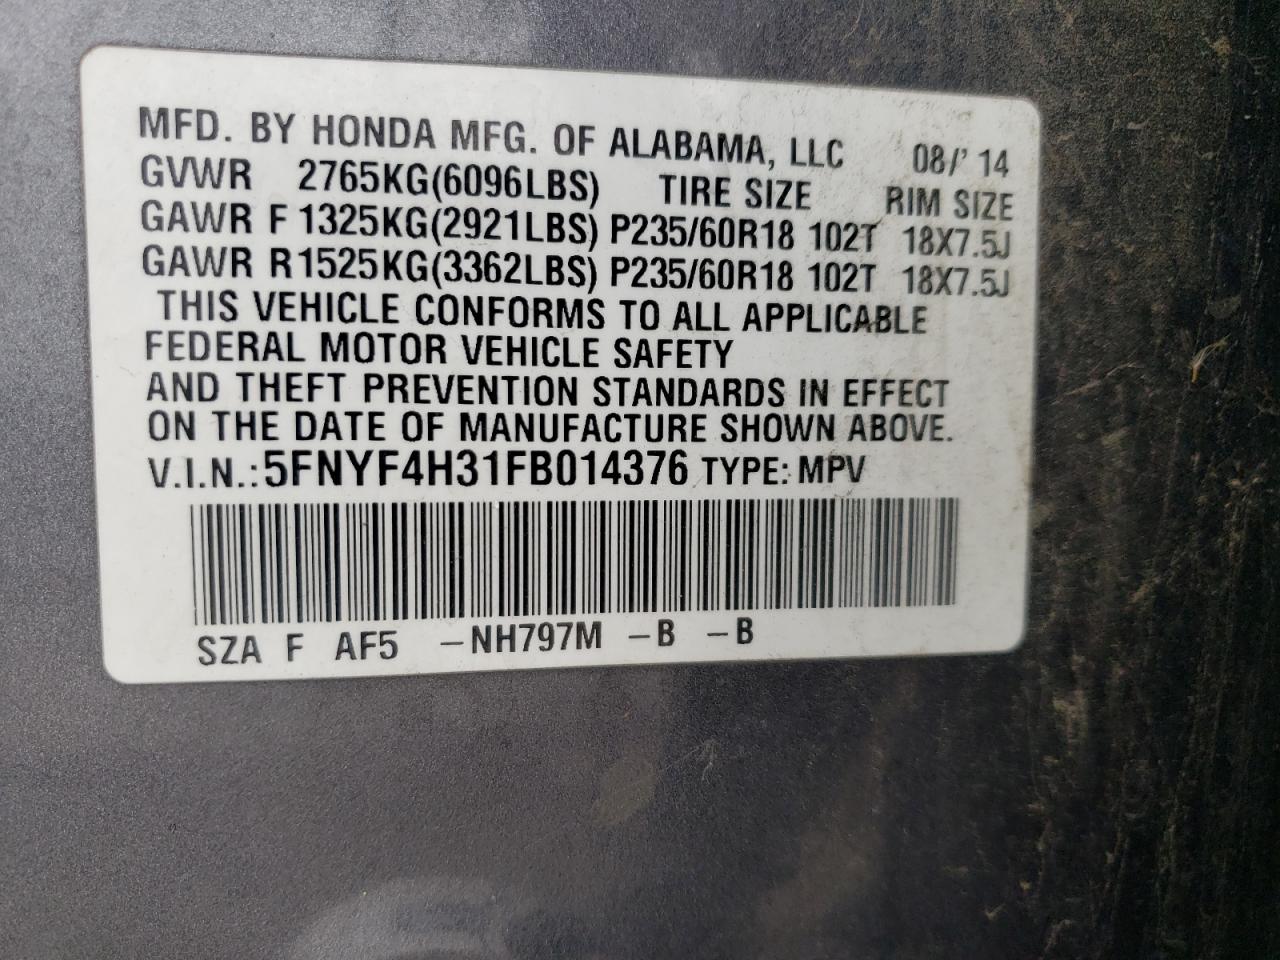 MFD. BY HONDA MFG. OF ALABAMA, LLC 08/' 14
GVWR 2765KG(6096LBS) TIRE SIZE RIM SIZE
GAWR F 1325KG(2921LBS) P235/60R18 102T 18X7.5J
GAWR R1525KG(3362LBS) P235/60R18 102T 18X7.5J
THIS VEHICLE CONFORMS TO ALL APPLICABLE
FEDERAL MOTOR VEHICLE SAFETY
AND THEFT PREVENTION STANDARDS IN EFFECT
ON THE DATE OF MANUFACTURE SHOWN ABOVE.
V.I.N.: 5FNYF4H31FB014376 TYPE: MPV
SZA F AF5 -NH797M -B -B